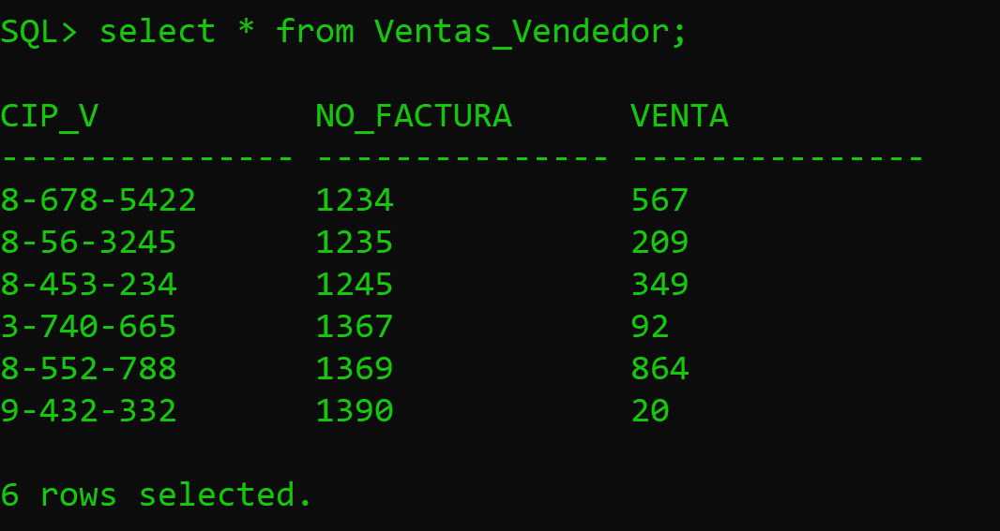 SQL> select * from Ventas_Vendedor;
CIP_V NO_FACTURA VENTA
--------------- --------------- ---------------
8-678-5422 1234 567
8-56-3245 1235 209
8-453-234 1245 349
3-740-665 1367 92
8-552-788 1369 864
9-432-332 1390 20
6 rows selected.